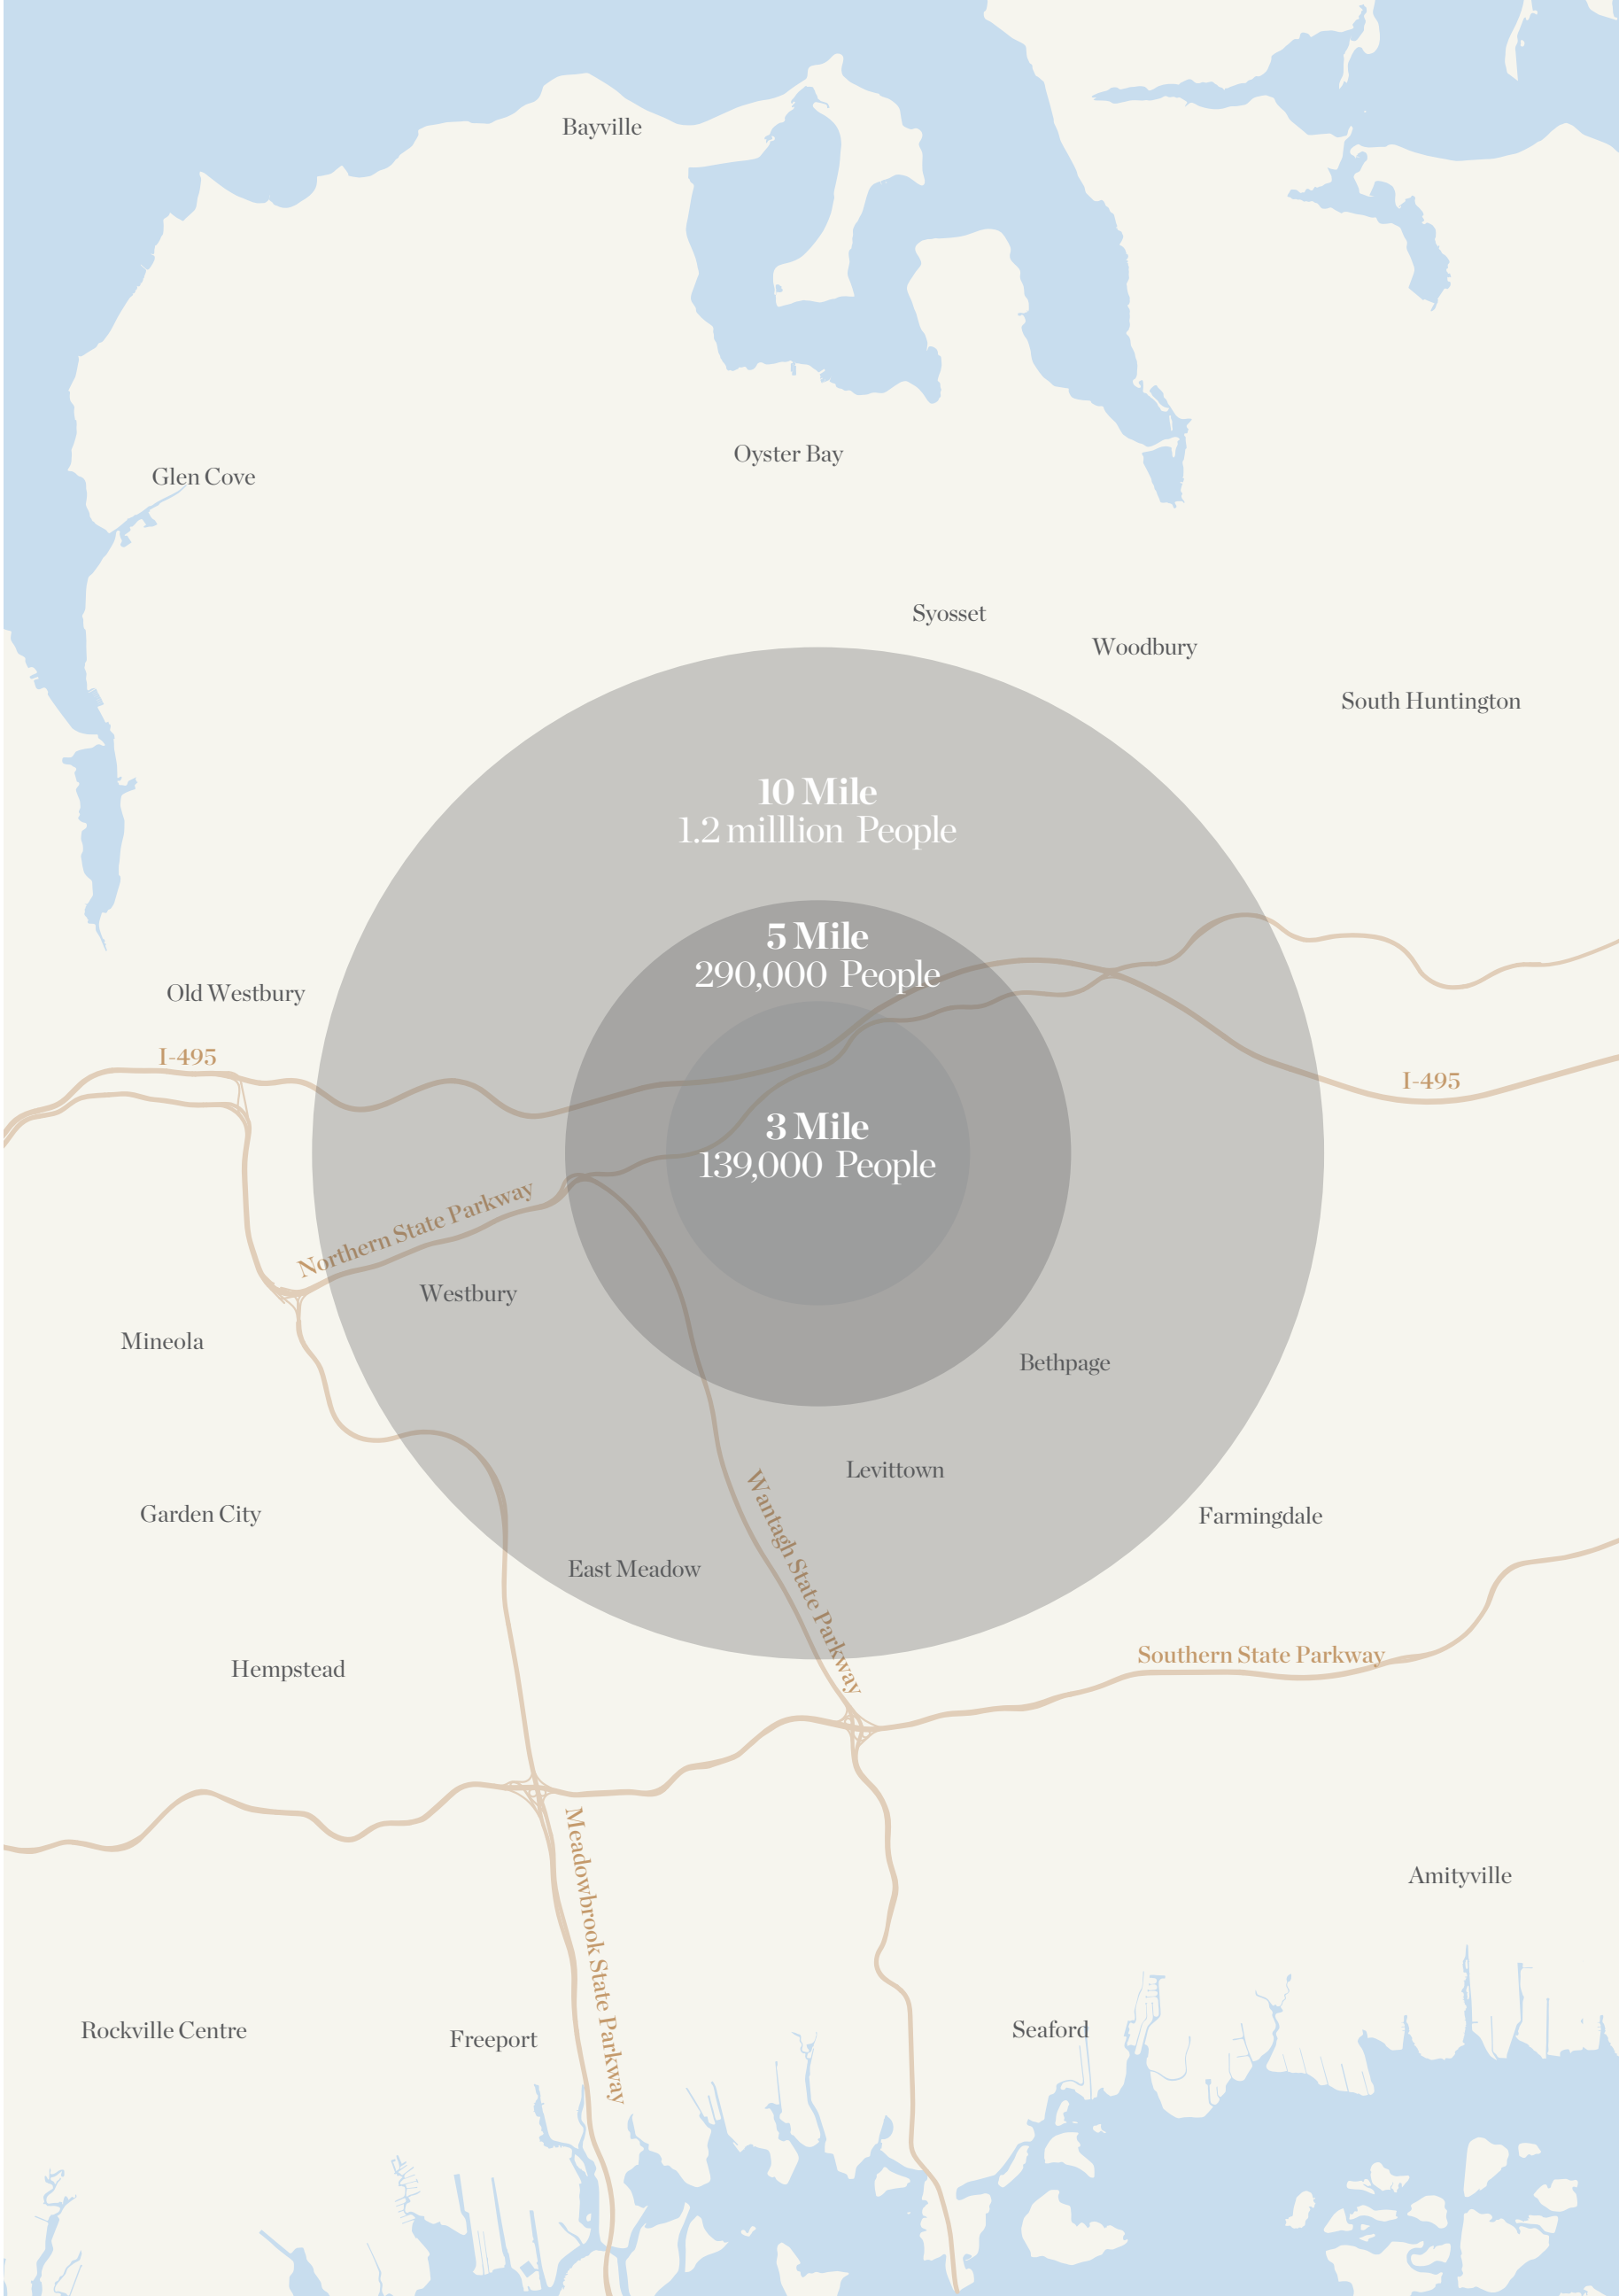 Bayville
Oyster Bay
Glen Cove
Syosset
Woodbury
South Huntington
10 Mile
1.2 milllion People
5 Mile
290,000 People
Old Westbury
I-495
I-495
3 Mile
139,000 People
Northern State Parkway
Westbury
Mineola
Bethpage
Levittown
Garden City
Farmingdale
East Meadow
Wantagh State Parkway
Southern State Parkway
Hempstead
Meadowbrook State Parkway
Amityville
Rockville Centre
Freeport
Seaford